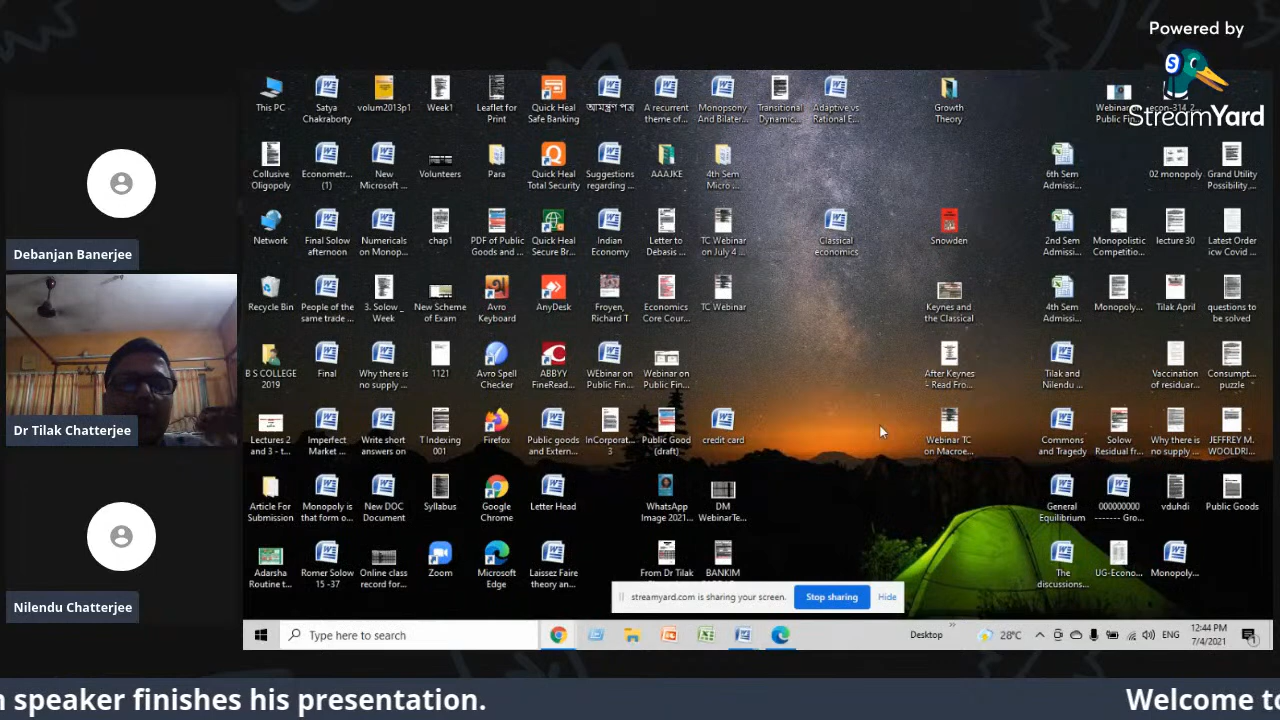 Powered by
StreamYard
This PC
Satya
Chakraborty
volum2013p1
Week1
Leaflet for
Print
Quick Heal
Safe Banking
আমন্ত্রণ পত্র
A recurrent
theme of...
Monopsony
And Bilater...
Transitional
Dynamic...
Adaptive vs
Rational E...
Growth
Theory
Webinar on
Public Fin...
Collusive
Oligopoly
Econometr...
(1)
New
Microsoft ...
Volunteers
Para
Quick Heal
Total Security
Suggestions
regarding ...
AAAJKE
4th Sem
Micro ...
6th Sem
Admissi...
02 monopoly
Grand Utility
Possibility,...
Debanjan Banerjee
Network
Final Solow
afternoon
Numericals
on Monop...
chap1
PDF of Public
Goods and ...
Quick Heal
Secure Br...
Indian
Economy
Letter to
Debasis ...
TC Webinar
on July 4 ...
Classical
economics
Snowden
2nd Sem
Admissi...
Monopolistic
Competitio...
lecture 30
Latest Order
icw Covid ...
Recycle Bin
People of the
same trade ...
3. Solow _
Week
New Scheme
of Exam
Avro
Keyboard
AnyDesk
Froyen,
Richard T
Economics
Core Cour...
TC Webinar
Keynes and
the Classical
4th Sem
Admissi...
Monopoly...
Tilak April
questions to
be solved
B S COLLEGE
2019
Final
Why there is
no supply ...
1121
Avro Spell
Checker
ABBYY
FineRead...
WEbinar on
Public Fin...
Webinar on
Public Fin...
After Keynes
- Read Fro...
Tilak and
Nilendu ...
Vaccination
of residuar...
Consumpt...
puzzle
Dr Tilak Chatterjee
Lectures 2
and 3 - t...
Imperfect
Market ...
Write short
answers on
T Indexing
001
Firefox
Public goods
and Extern...
InCorporat...
3
Public Good
(draft)
credit card
Webinar TC
on Macroe...
Commons
and Tragedy
Solow
Residual fr...
Why there is
no supply ...
JEFFREY M.
WOOLDRI...
Article For
Submission
Monopoly is
that form o...
New DOC
Document
Syllabus
Google
Chrome
Letter Head
WhatsApp
Image 2021...
DM
WebinarTe...
General
Equilibrium
000000000
------- Gro...
vduhdi
Public Goods
Adarsha
Routine t...
Romer Solow
15 -37
Online class
record for...
Zoom
Microsoft
Edge
Laissez Faire
theory an...
From Dr Tilak
BANKIM
The
discussions...
UG-Econo...
Monopoly...
streamyard.com is sharing your screen.
Stop sharing
Hide
Nilendu Chatterjee
Type here to search
Desktop
28°C
ENG
12:44 PM
7/4/2021
n speaker finishes his presentation.
Welcome to